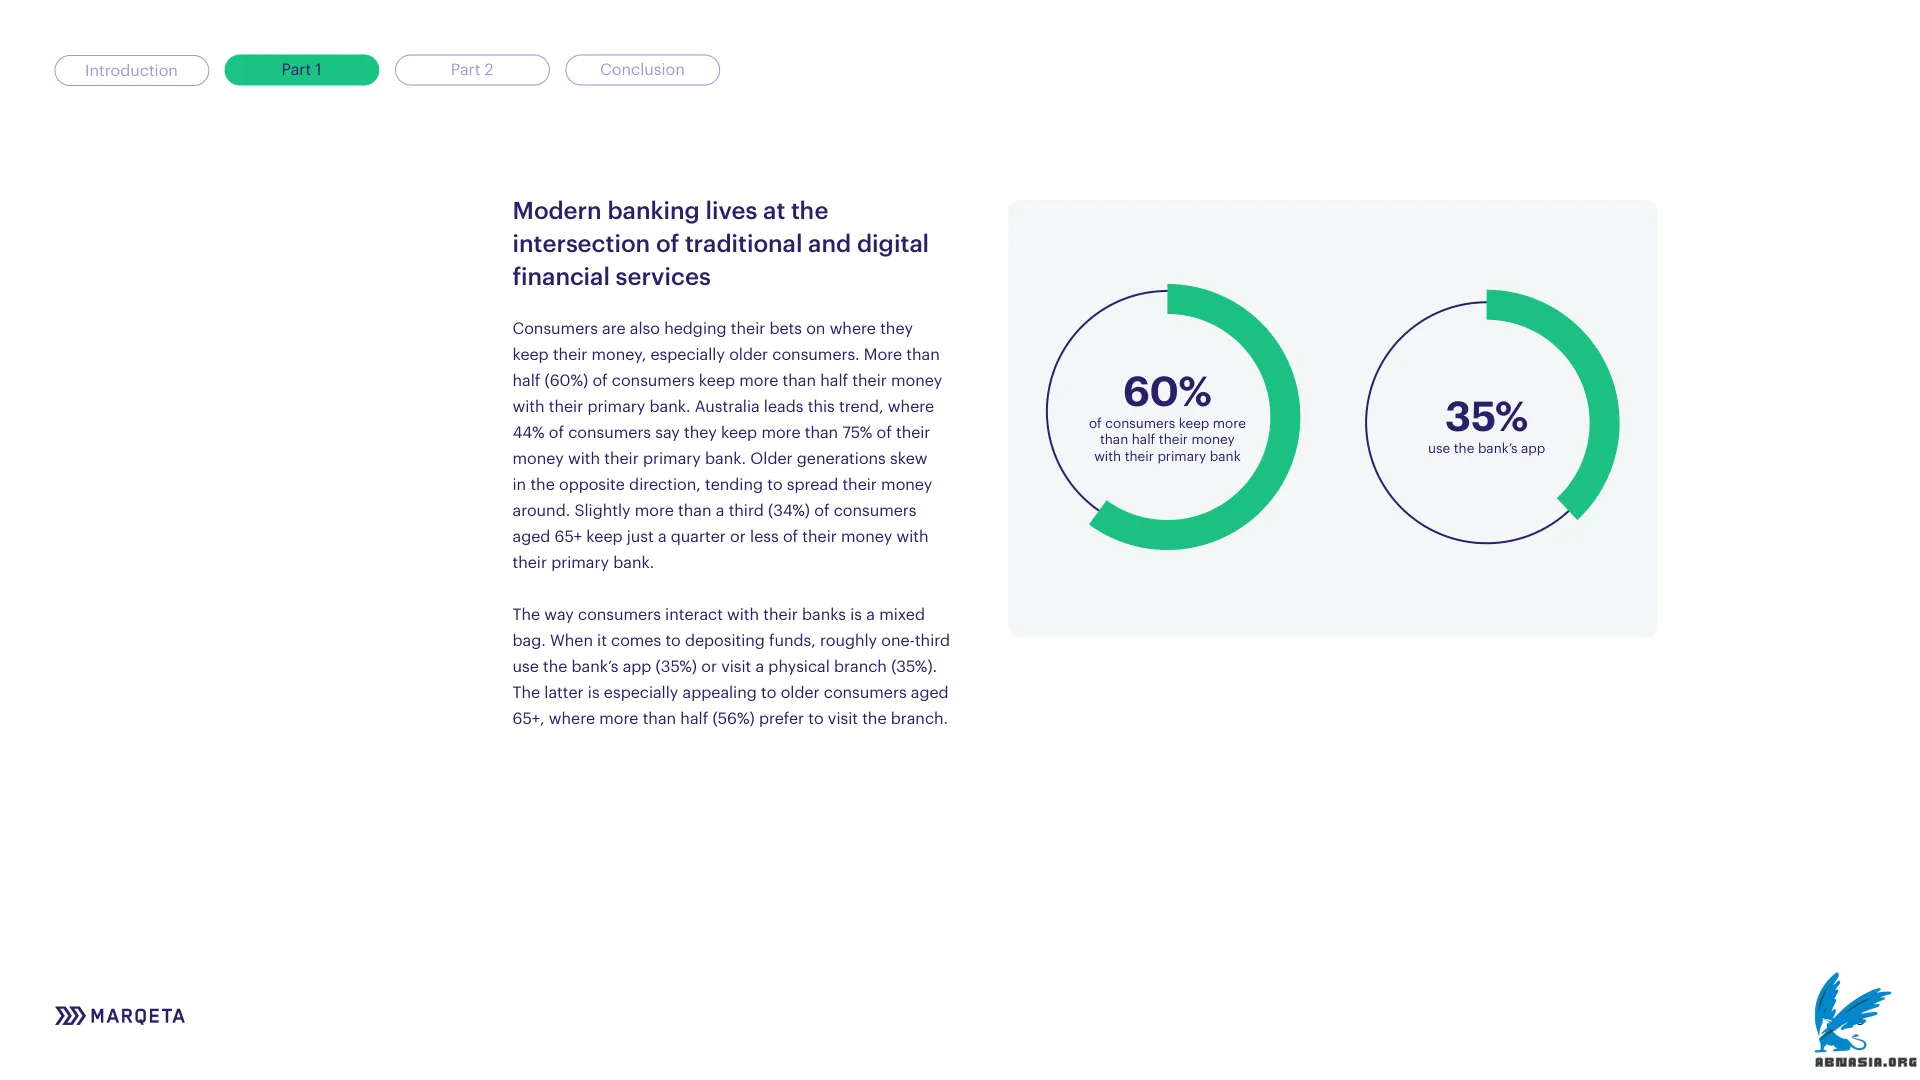 Introduction
Part 1
Part 2
Conclusion
Modern banking lives at the
intersection of traditional and digital
financial services
Consumers are also hedging their bets on where they
keep their money, especially older consumers. More than
half (60%) of consumers keep more than half their money
with their primary bank. Australia leads this trend, where
44% of consumers say they keep more than 75% of their
money with their primary bank. Older generations skew
in the opposite direction, tending to spread their money
around. Slightly more than a third (34%) of consumers
aged 65+ keep just a quarter or less of their money with
their primary bank.
The way consumers interact with their banks is a mixed
bag. When it comes to depositing funds, roughly one-third
use the bank’s app (35%) or visit a physical branch (35%).
The latter is especially appealing to older consumers aged
65+, where more than half (56%) prefer to visit the branch.
60%
of consumers keep more
than half their money
with their primary bank
35%
use the bank’s app
MARQETA
ABNASIA.ORG